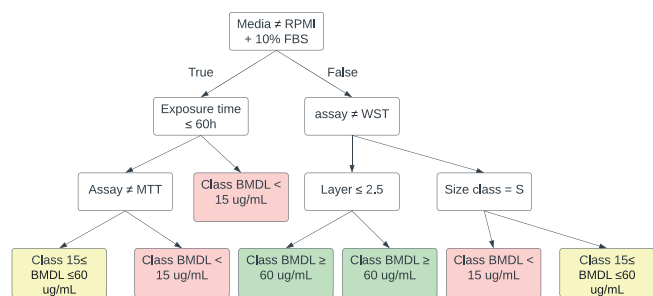 Media ≠ RPMI
+ 10% FBS
True
False
Exposure time
≤ 60h
assay ≠ WST
Assay ≠ MTT
Class BMDL <
15 ug/mL
Layer ≤ 2.5
Size class = S
Class 15≤
BMDL ≤60
ug/mL
Class BMDL <
15 ug/mL
Class BMDL ≥
60 ug/mL
Class BMDL ≥
60 ug/mL
Class BMDL <
15 ug/mL
Class 15≤
BMDL ≤60
ug/mL